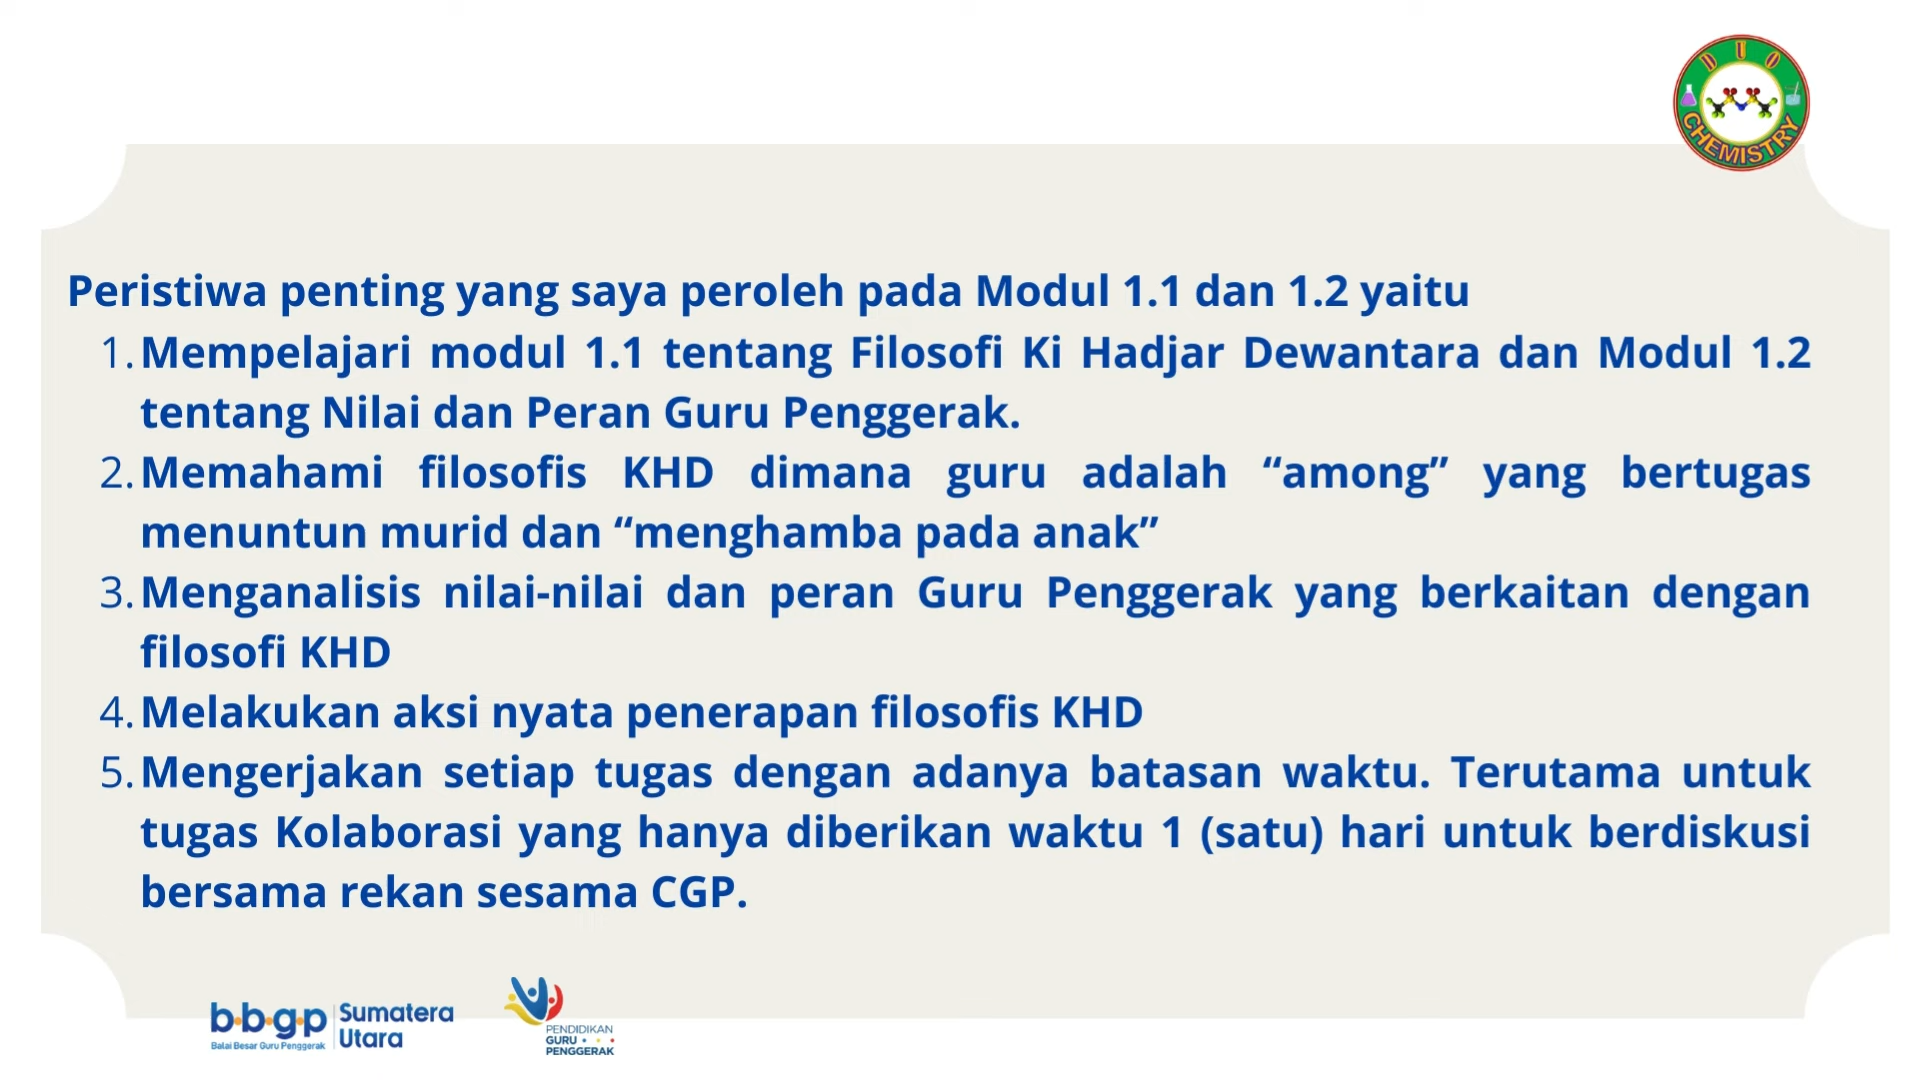 DUO
CHEMISTRY
Peristiwa penting yang saya peroleh pada Modul 1.1 dan 1.2 yaitu
1. Mempelajari modul 1.1 tentang Filosofi Ki Hadjar Dewantara dan Modul 1.2
tentang Nilai dan Peran Guru Penggerak.
2. Memahami filosofis KHD dimana guru adalah “among” yang bertugas
menuntun murid dan “menghamba pada anak”
3. Menganalisis nilai-nilai dan peran Guru Penggerak yang berkaitan dengan
filosofi KHD
4. Melakukan aksi nyata penerapan filosofis KHD
5. Mengerjakan setiap tugas dengan adanya batasan waktu. Terutama untuk
tugas Kolaborasi yang hanya diberikan waktu 1 (satu) hari untuk berdiskusi
bersama rekan sesama CGP.
b·b·g·p
Balai Besar Guru Penggerak
Sumatera
Utara
PENDIDIKAN
GURU
PENGGERAK